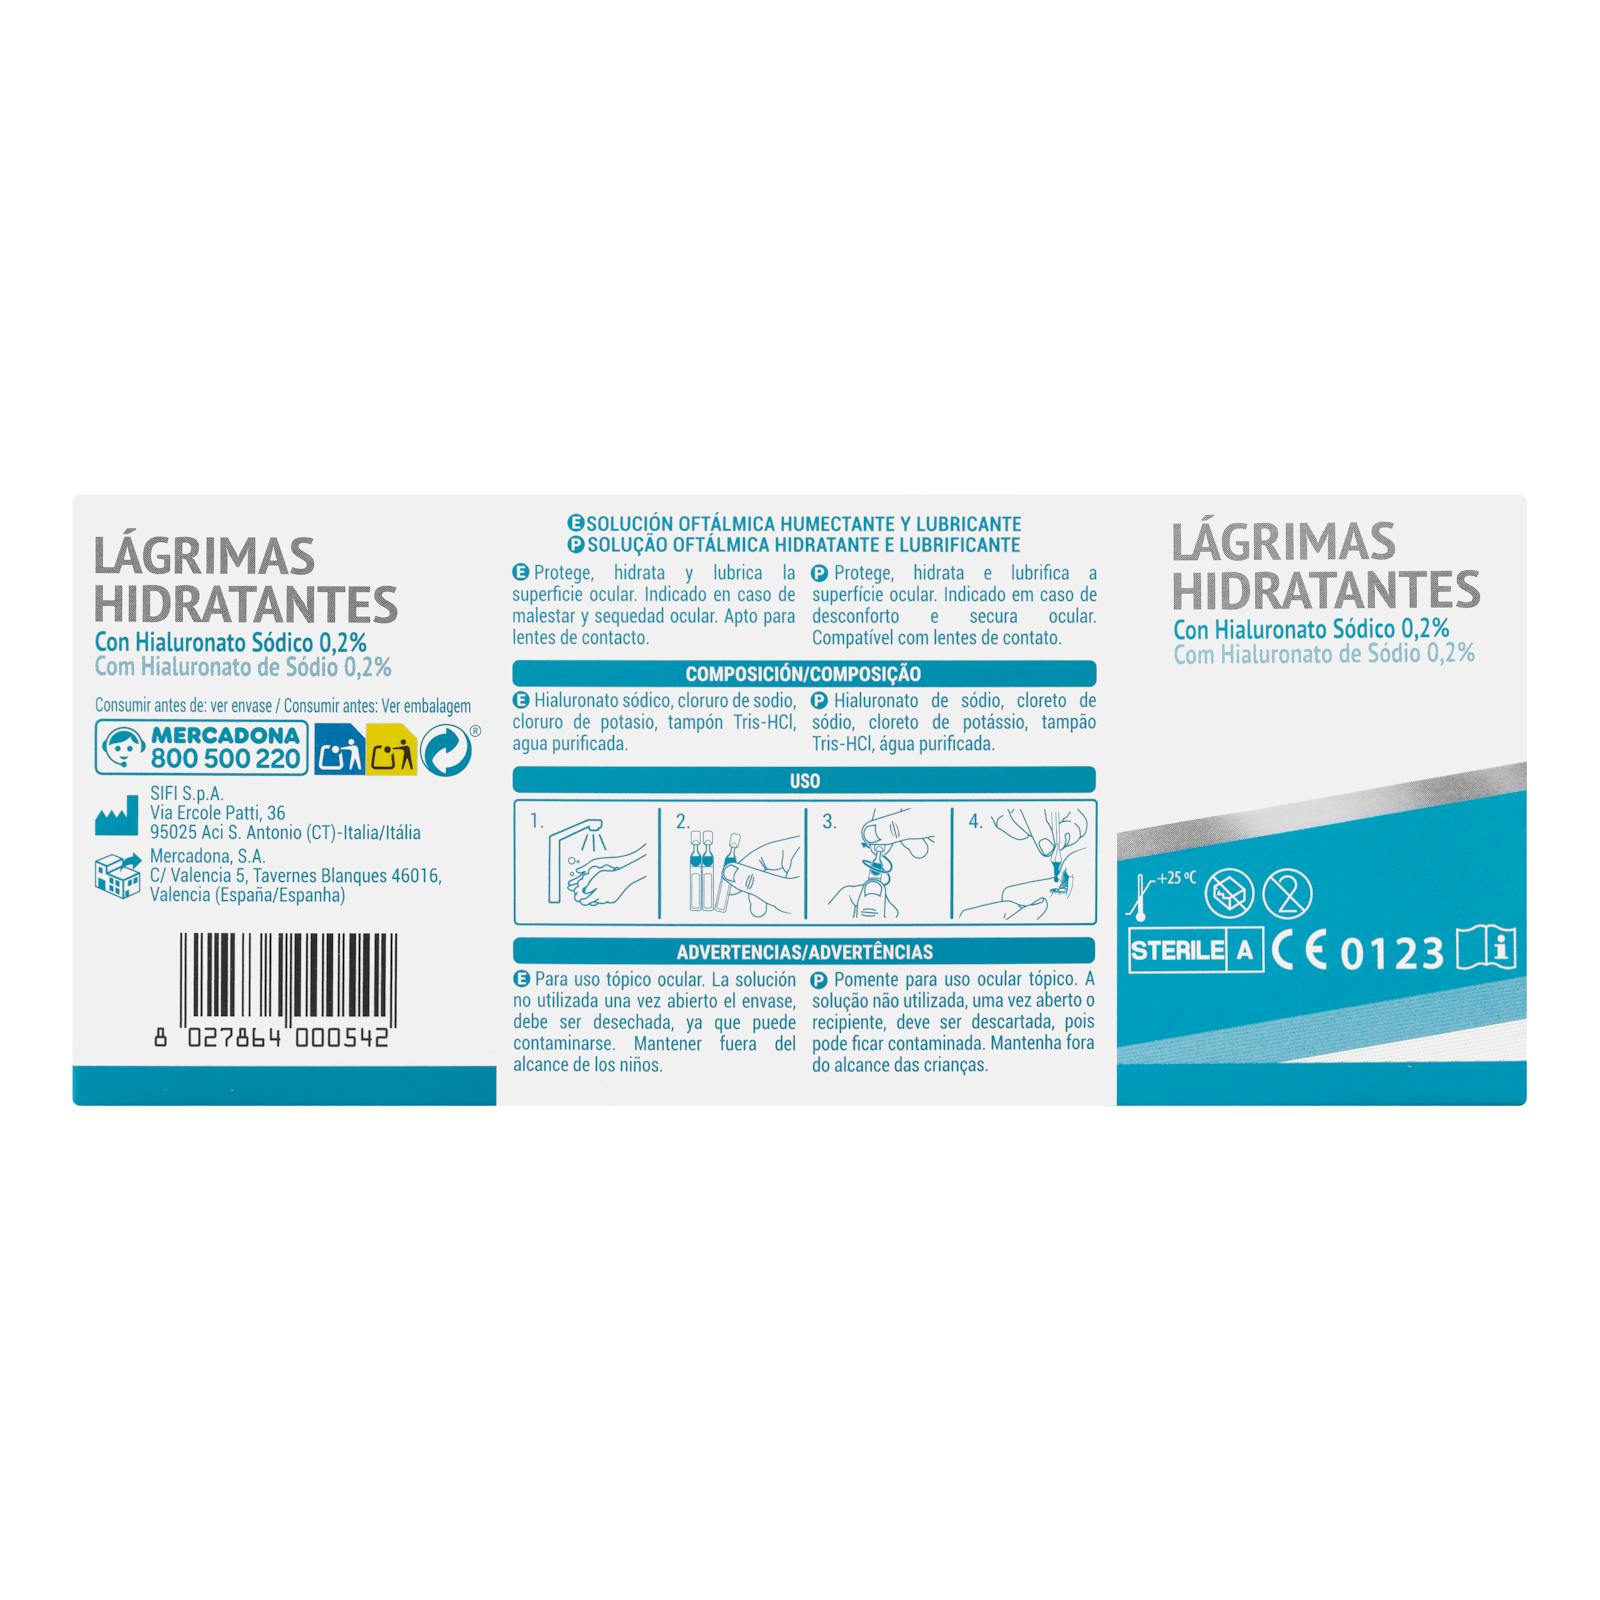 LÁGRIMAS
HIDRATANTES
Con Hialuronato Sódico 0,2%
Com Hialuronato de Sódio 0,2%
Consumir antes de: ver envase / Consumir antes: Ver embalagem
MERCADONA
800 500 220
®
SIFI S.p.A.
Via Ercole Patti, 36
95025 Aci S. Antonio (CT)-Italia/Itália
Mercadona, S.A.
C/ Valencia 5, Tavernes Blanques 46016,
Valencia (España/Espanha)
8 027864 000542
E SOLUCIÓN OFTÁLMICA HUMECTANTE Y LUBRICANTE
P SOLUÇÃO OFTÁLMICA HIDRATANTE E LUBRIFICANTE
E Protege, hidrata y lubrica la
superficie ocular. Indicado en caso de
malestar y sequedad ocular. Apto para
lentes de contacto.
P Protege, hidrata e lubrifica a
superfície ocular. Indicado em caso de
desconforto e secura ocular.
Compatível com lentes de contato.
COMPOSICIÓN/COMPOSIÇÃO
E Hialuronato sódico, cloruro de sodio,
cloruro de potasio, tampón Tris-HCl,
agua purificada.
P Hialuronato de sódio, cloreto de
sódio, cloreto de potássio, tampão
Tris-HCl, água purificada.
USO
1.
2.
3.
4.
ADVERTENCIAS/ADVERTÊNCIAS
E Para uso tópico ocular. La solución
no utilizada una vez abierto el envase,
debe ser desechada, ya que puede
contaminarse. Mantener fuera del
alcance de los niños.
P Pomente para uso ocular tópico. A
solução não utilizada, uma vez aberto o
recipiente, deve ser descartada, pois
pode ficar contaminada. Mantenha fora
do alcance das crianças.
LÁGRIMAS
HIDRATANTES
Con Hialuronato Sódico 0,2%
Com Hialuronato de Sódio 0,2%
+25 ºC
2
STERILE A CE 0123 i